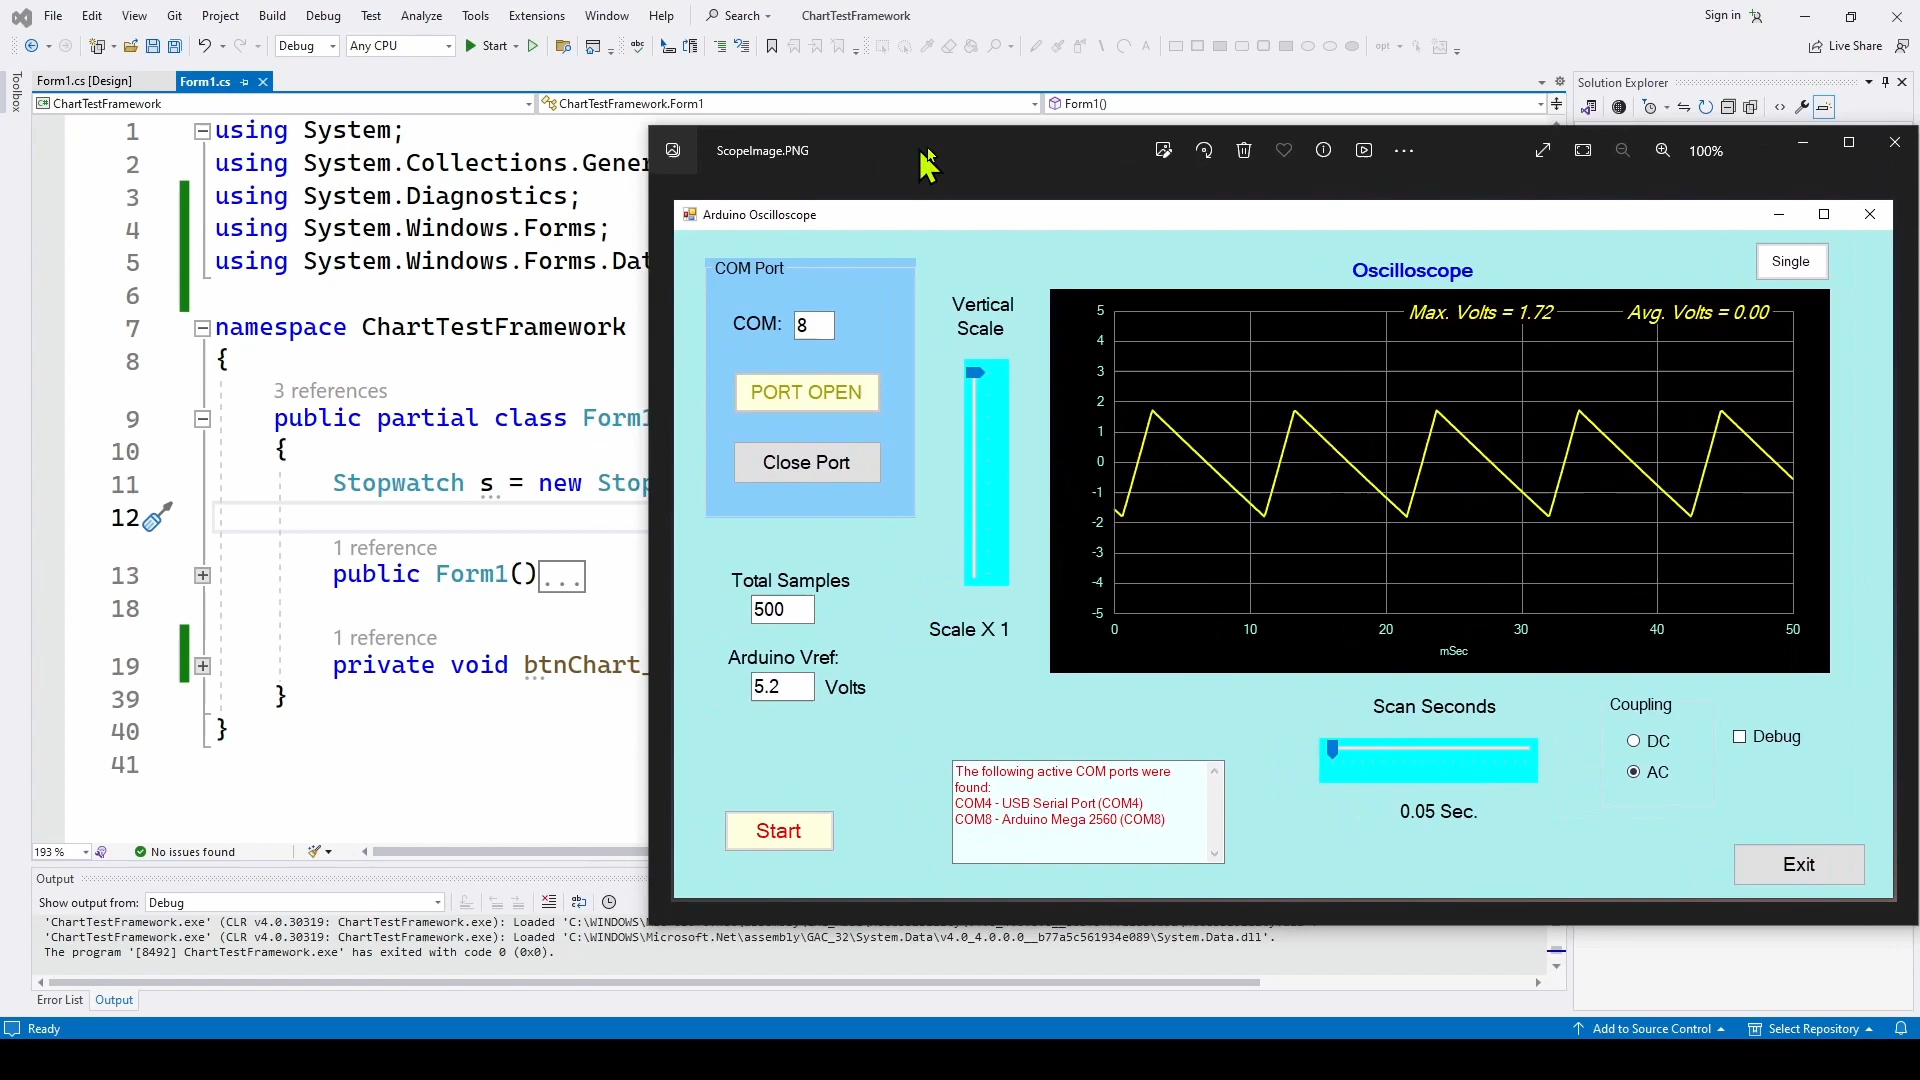 File Edit View Git Project Build Debug Test Analyze Tools Extensions Window Help Search ChartTestFramework Sign in
Debug Any CPU Start opt Live Share
Toolbox
Form1.cs [Design] Form1.cs Solution Explorer
ChartTestFramework ChartTestFramework.Form1 Form1()
1 using System;
2 using System.Collections.Gener
3 using System.Diagnostics;
4 using System.Windows.Forms;
5 using System.Windows.Forms.Dat
6
7 namespace ChartTestFramework
8 {
3 references
9 public partial class Form1
10 {
11 Stopwatch s = new Stop
12
1 reference
13 public Form1()...
18
1 reference
19 private void btnChart_
39 }
40 }
41
193 % No issues found
Output
Show output from: Debug
'ChartTestFramework.exe' (CLR v4.0.30319: ChartTestFramework.exe): Loaded 'C:\WINDOWS\
'ChartTestFramework.exe' (CLR v4.0.30319: ChartTestFramework.exe): Loaded 'C:\WINDOWS\Microsoft.Net\assembly\GAC_32\System.Data\v4.0_4.0.0.0__b77a5c561934e089\System.Data.dll'.
The program '[8492] ChartTestFramework.exe' has exited with code 0 (0x0).
Error List Output
Ready Add to Source Control Select Repository
ScopeImage.PNG 100%
Arduino Oscilloscope
COM Port
COM: 8
PORT OPEN
Close Port
Vertical
Scale
Scale X 1
Total Samples
500
Arduino Vref:
5.2 Volts
Start
Oscilloscope
Single
Max. Volts = 1.72 Avg. Volts = 0.00
5
4
3
2
1
0
-1
-2
-3
-4
-5
0 10 20 30 40 50
mSec
The following active COM ports were
found:
COM4 - USB Serial Port (COM4)
COM8 - Arduino Mega 2560 (COM8)
Scan Seconds
0.05 Sec.
Coupling
DC
AC
Debug
Exit